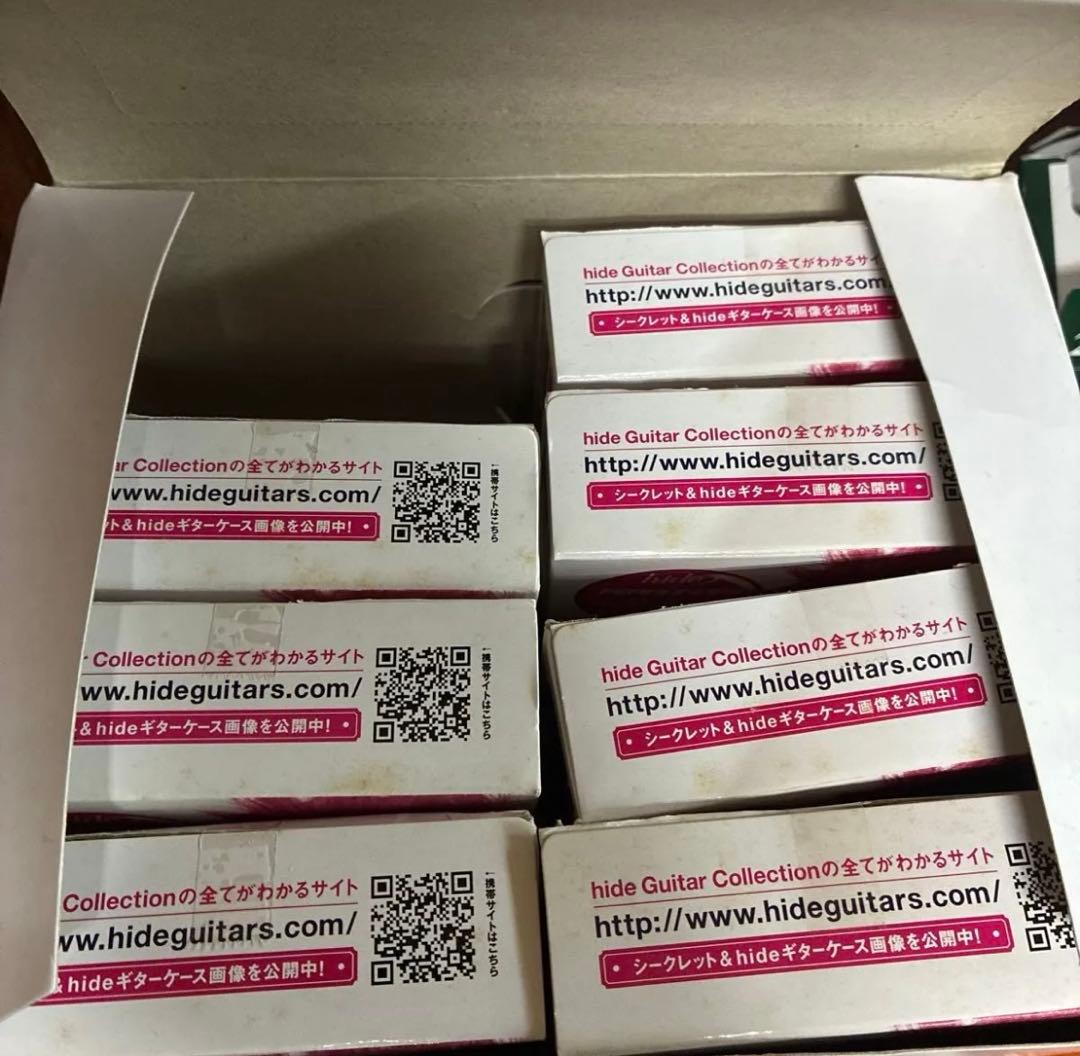 hide Guitar Collectionの全てがわかるサイ
http://www.hideguitars.com
• シークレット&hideギターケース画像を公開中! •
hide Guitar Collectionの全てがわかるサイト
http://www.hideguitars.com/
• シークレット&hideギターケース画像を公開中! •
hide
ar Collectionの全てがわかるサイト
www.hideguitars.com/
ト&hideギターケース画像を公開中! •
↑携帯サイトはこちら
hide Guitar Collectionの全てがわかるサイト
http://www.hideguitars.com/
• シークレット&hideギターケース画像を公開中! •
Collectionの全てがわかるサイト
ww.hideguitars.com/
&hideギターケース画像を公開中! •
↑携帯サイトはこちら
hide Guitar Collectionの全てがわかるサイト
http://www.hideguitars.com/
• シークレット&hideギターケース画像を公開中! •
Collectionの全てがわかるサイト
ww.hideguitars.com/
&hideギターケース画像を公開中! •
↑携帯サイトはこちら